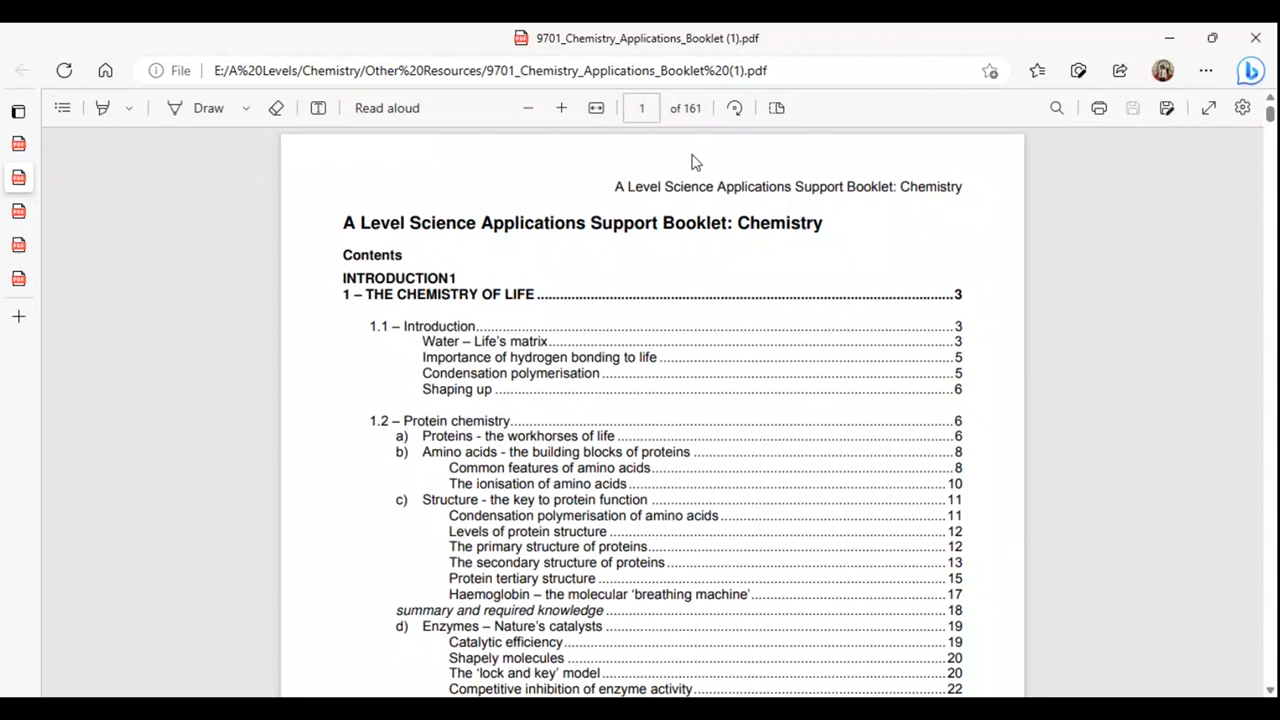 9701_Chemistry_Applications_Booklet (1).pdf
File E:/A%20Levels/Chemistry/Other%20Resources/9701_Chemistry_Applications_Booklet%20(1).pdf
Draw Read aloud 1 of 161
A Level Science Applications Support Booklet: Chemistry
A Level Science Applications Support Booklet: Chemistry
Contents
INTRODUCTION1
1 – THE CHEMISTRY OF LIFE 3
1.1 – Introduction 3
Water – Life's matrix 3
Importance of hydrogen bonding to life 5
Condensation polymerisation 5
Shaping up 6
1.2 – Protein chemistry 6
a) Proteins - the workhorses of life 6
b) Amino acids - the building blocks of proteins 8
Common features of amino acids 8
The ionisation of amino acids 10
c) Structure - the key to protein function 11
Condensation polymerisation of amino acids 11
Levels of protein structure 12
The primary structure of proteins 12
The secondary structure of proteins 13
Protein tertiary structure 15
Haemoglobin – the molecular 'breathing machine' 17
summary and required knowledge 18
d) Enzymes – Nature's catalysts 19
Catalytic efficiency 19
Shapely molecules 20
The 'lock and key' model 20
Competitive inhibition of enzyme activity 22